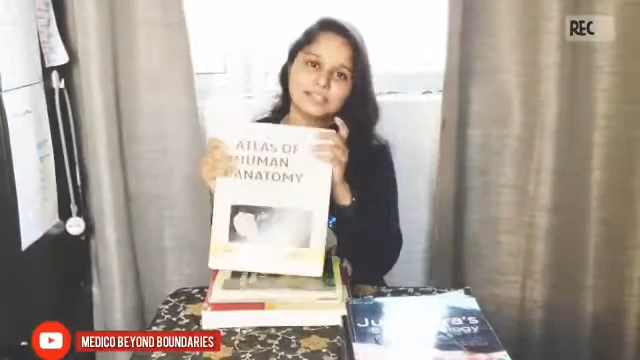 REC
ATLAS OF
HUMAN
ANATOMY
MEDICO BEYOND BOUNDARIES